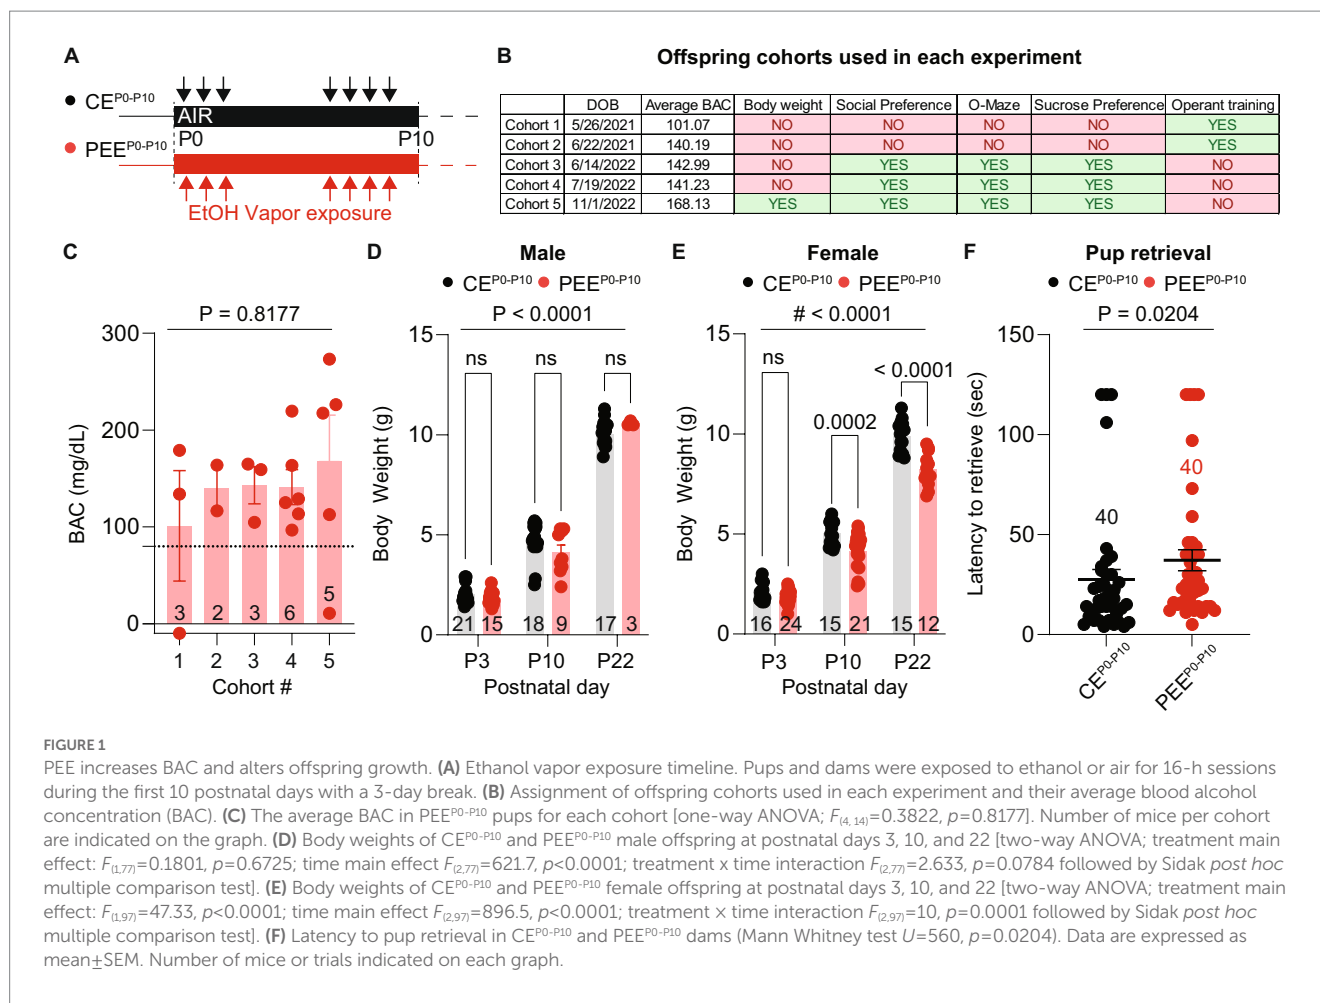 A
CE^P0-P10
AIR
P0
P10
PEE^P0-P10
EtOH Vapor exposure
B
Offspring cohorts used in each experiment
DOB Average BAC Body weight Social Preference O-Maze Sucrose Preference Operant training
Cohort 1 5/26/2021 101.07 NO NO NO NO YES
Cohort 2 6/22/2021 140.19 NO NO NO NO YES
Cohort 3 6/14/2022 142.99 NO YES YES YES NO
Cohort 4 7/19/2022 141.23 NO YES YES YES NO
Cohort 5 11/1/2022 168.13 YES YES YES YES NO
C
P = 0.8177
BAC (mg/dL)
300
200
100
0
3 2 3 6 5
1 2 3 4 5
Cohort #
D
Male
CE^P0-P10 PEE^P0-P10
P < 0.0001
ns ns ns
Body Weight (g)
15
10
5
0
21 15 18 9 17 3
P3 P10 P22
Postnatal day
E
Female
CE^P0-P10 PEE^P0-P10
# < 0.0001
ns 0.0002 < 0.0001
Body Weight (g)
15
10
5
0
16 24 15 21 15 12
P3 P10 P22
Postnatal day
F
Pup retrieval
CE^P0-P10 PEE^P0-P10
P = 0.0204
Latency to retrieve (sec)
150
100
50
0
40 40
CE^P0-P10 PEE^P0-P10
FIGURE 1
PEE increases BAC and alters offspring growth. (A) Ethanol vapor exposure timeline. Pups and dams were exposed to ethanol or air for 16-h sessions
during the first 10 postnatal days with a 3-day break. (B) Assignment of offspring cohorts used in each experiment and their average blood alcohol
concentration (BAC). (C) The average BAC in PEE^P0-P10 pups for each cohort [one-way ANOVA; F(4, 14)=0.3822, p=0.8177]. Number of mice per cohort
are indicated on the graph. (D) Body weights of CE^P0-P10 and PEE^P0-P10 male offspring at postnatal days 3, 10, and 22 [two-way ANOVA; treatment main
effect: F(1,77)=0.1801, p=0.6725; time main effect F(2,77)=621.7, p<0.0001; treatment x time interaction F(2,77)=2.633, p=0.0784 followed by Sidak post hoc
multiple comparison test]. (E) Body weights of CE^P0-P10 and PEE^P0-P10 female offspring at postnatal days 3, 10, and 22 [two-way ANOVA; treatment main
effect: F(1,97)=47.33, p<0.0001; time main effect F(2,97)=896.5, p<0.0001; treatment × time interaction F(2,97)=10, p=0.0001 followed by Sidak post hoc
multiple comparison test]. (F) Latency to pup retrieval in CE^P0-P10 and PEE^P0-P10 dams (Mann Whitney test U=560, p=0.0204). Data are expressed as
mean±SEM. Number of mice or trials indicated on each graph.